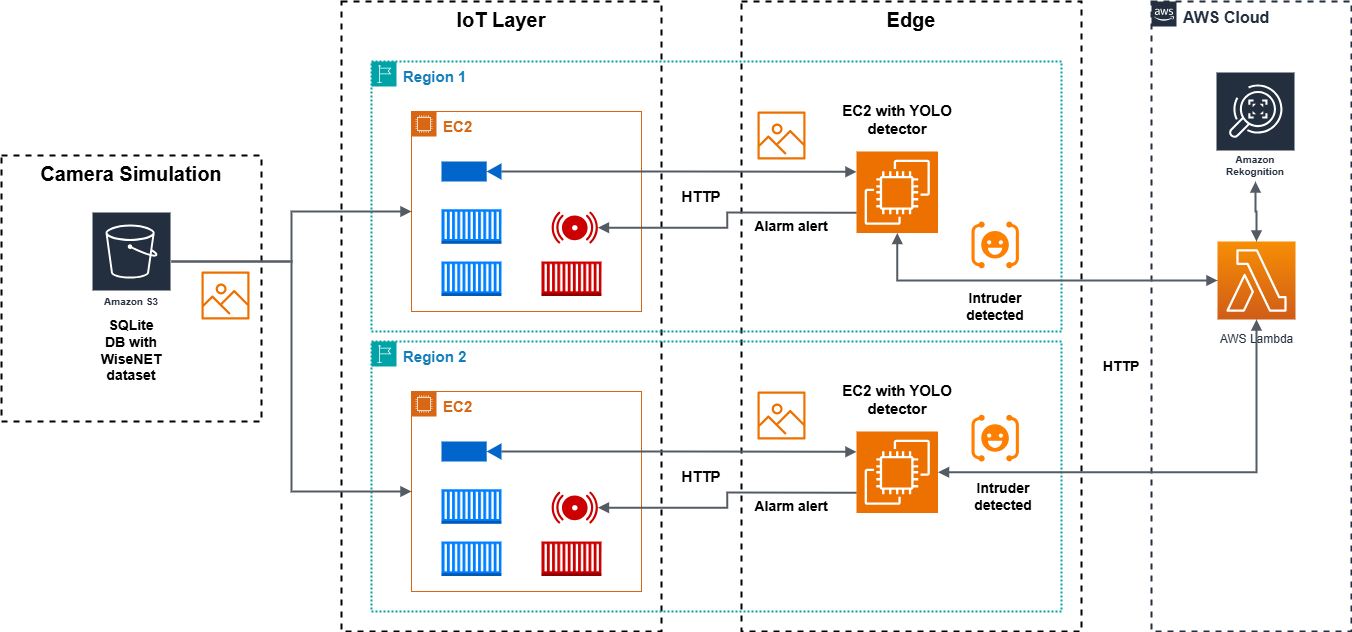 Camera Simulation
Amazon S3
SQLite
DB with
WiseNET
dataset
IoT Layer
Edge
aws
AWS Cloud
Region 1
EC2
HTTP
EC2 with YOLO
detector
Alarm alert
Intruder
detected
Region 2
EC2
HTTP
EC2 with YOLO
detector
Alarm alert
Intruder
detected
HTTP
Amazon
Rekognition
AWS Lambda